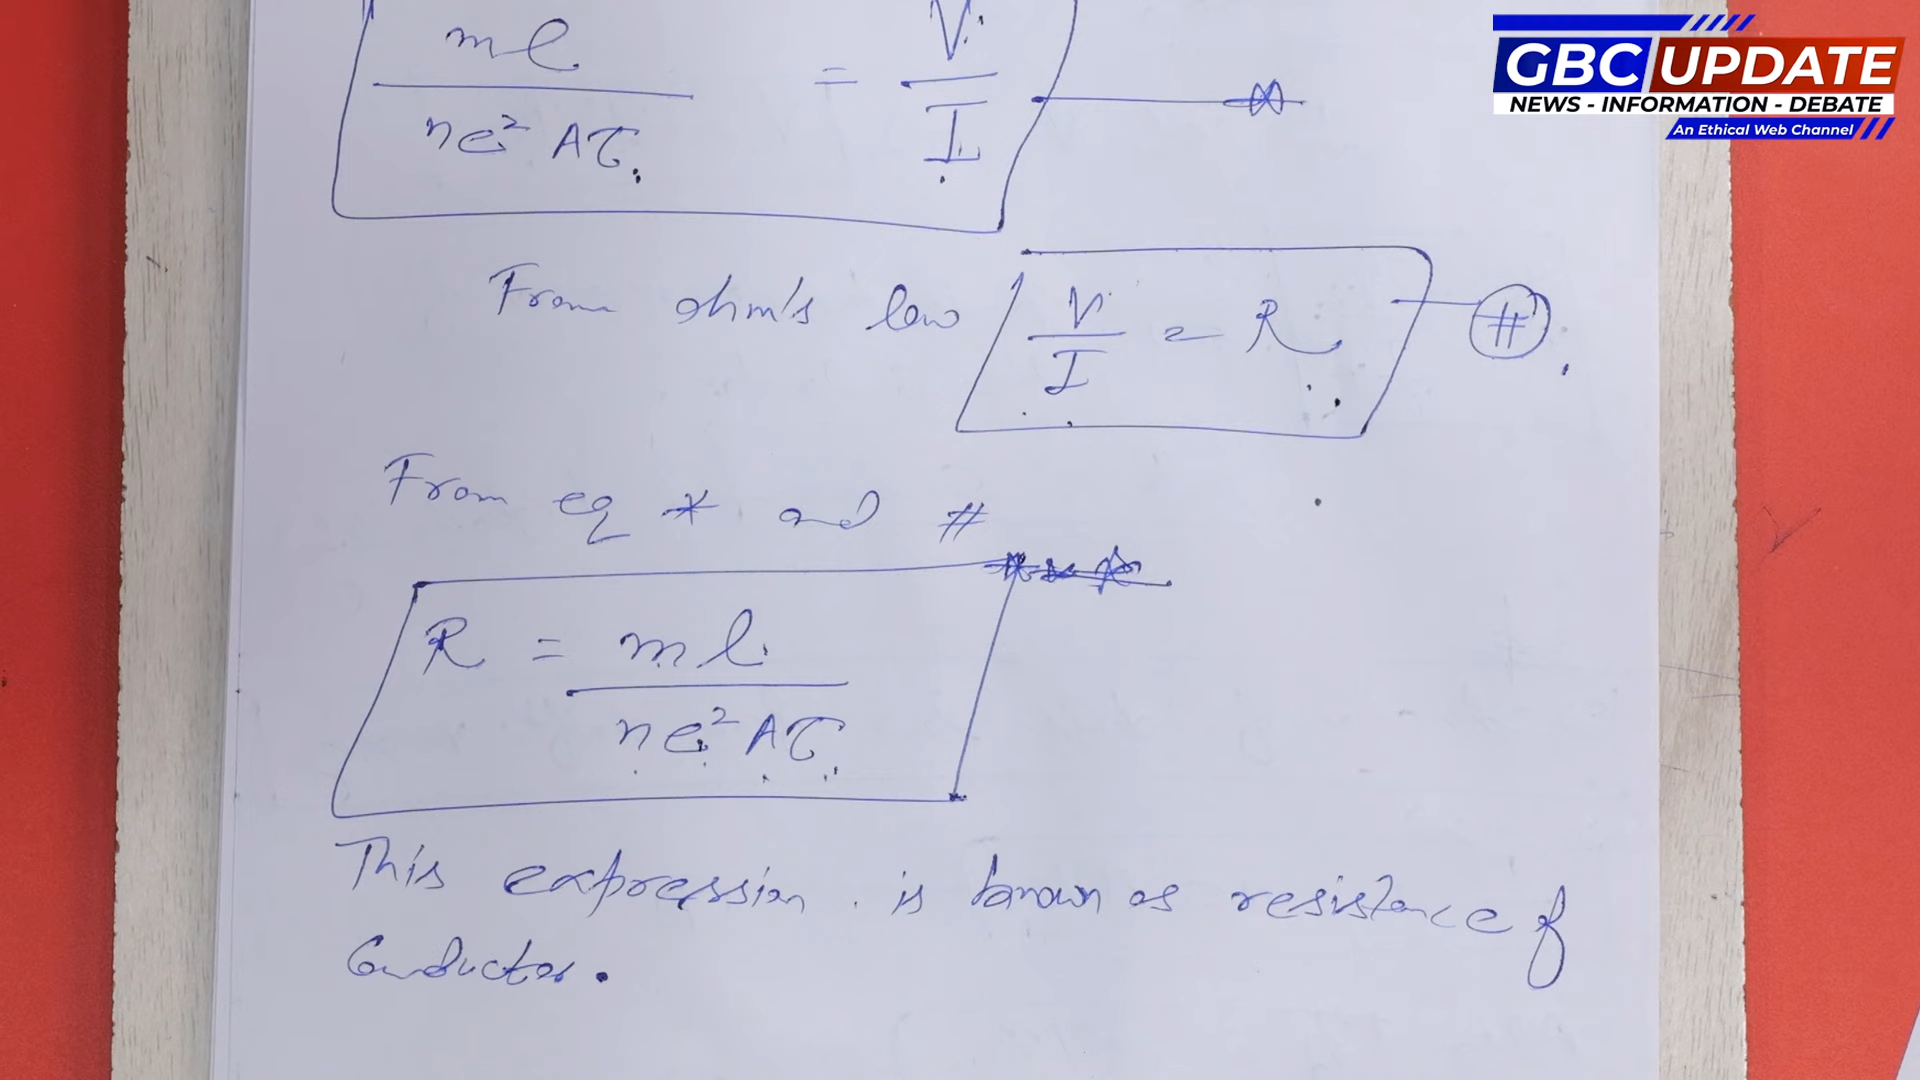 GBC UPDATE
NEWS - INFORMATION - DEBATE
An Ethical Web Channel
ml / ne² Aτ = V / I
From ohm's law V / I = R #
From eq * and #
R = ml / ne² Aτ
This expression is known as resistance of
Conductor.